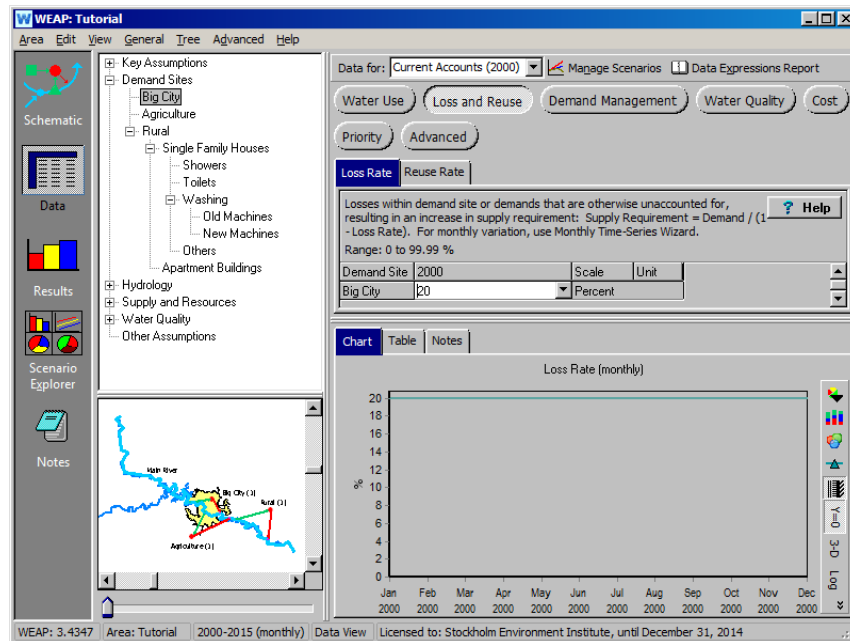 WEAP: Tutorial
Area Edit View General Tree Advanced Help
Schematic
Data
Results
Scenario
Explorer
Notes
Key Assumptions
Demand Sites
Big City
Agriculture
Rural
Single Family Houses
Showers
Toilets
Washing
Old Machines
New Machines
Others
Apartment Buildings
Hydrology
Supply and Resources
Water Quality
Other Assumptions
Main River
Big City (1)
Rural (1)
Agriculture (1)
Data for: Current Accounts (2000) Manage Scenarios Data Expressions Report
Water Use Loss and Reuse Demand Management Water Quality Cost
Priority Advanced
Loss Rate Reuse Rate
Losses within demand site or demands that are otherwise unaccounted for,
resulting in an increase in supply requirement: Supply Requirement = Demand / (1
- Loss Rate). For monthly variation, use Monthly Time-Series Wizard.
? Help
Range: 0 to 99.99 %
Demand Site 2000 Scale Unit
Big City 20 Percent
Chart Table Notes
Loss Rate (monthly)
20
18
16
14
12
10
8
6
4
2
0
%
Jan Feb Mar Apr May Jun Jul Aug Sep Oct Nov Dec
2000 2000 2000 2000 2000 2000 2000 2000 2000 2000 2000 2000
Y=0
3-D
Log
WEAP: 3.4347 Area: Tutorial 2000-2015 (monthly) Data View Licensed to: Stockholm Environment Institute, until December 31, 2014